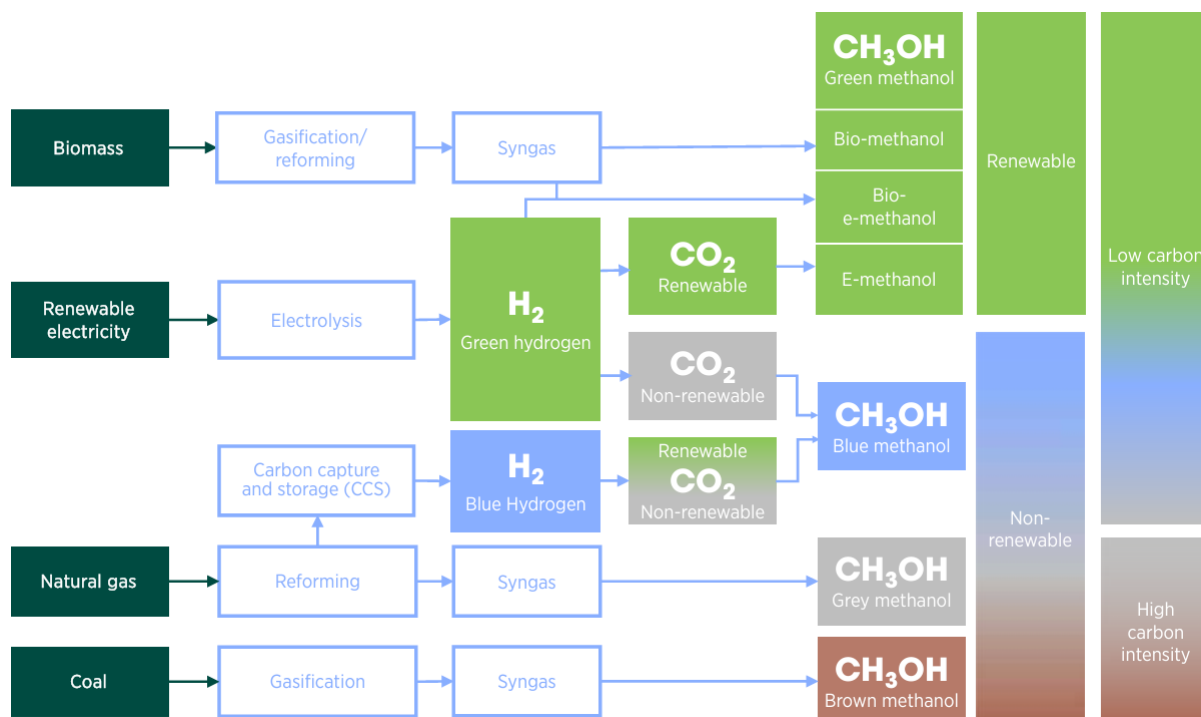 CH₃OH
Green methanol
Biomass
Gasification/
reforming
Syngas
Bio-methanol
Renewable
Bio-
e-methanol
Low carbon
intensity
Renewable
electricity
Electrolysis
H₂
Green hydrogen
CO₂
Renewable
E-methanol
CO₂
Non-renewable
CH₃OH
Blue methanol
Carbon capture
and storage (CCS)
H₂
Blue Hydrogen
Renewable
CO₂
Non-renewable
Non-
renewable
Natural gas
Reforming
Syngas
CH₃OH
Grey methanol
High
carbon
intensity
Coal
Gasification
Syngas
CH₃OH
Brown methanol